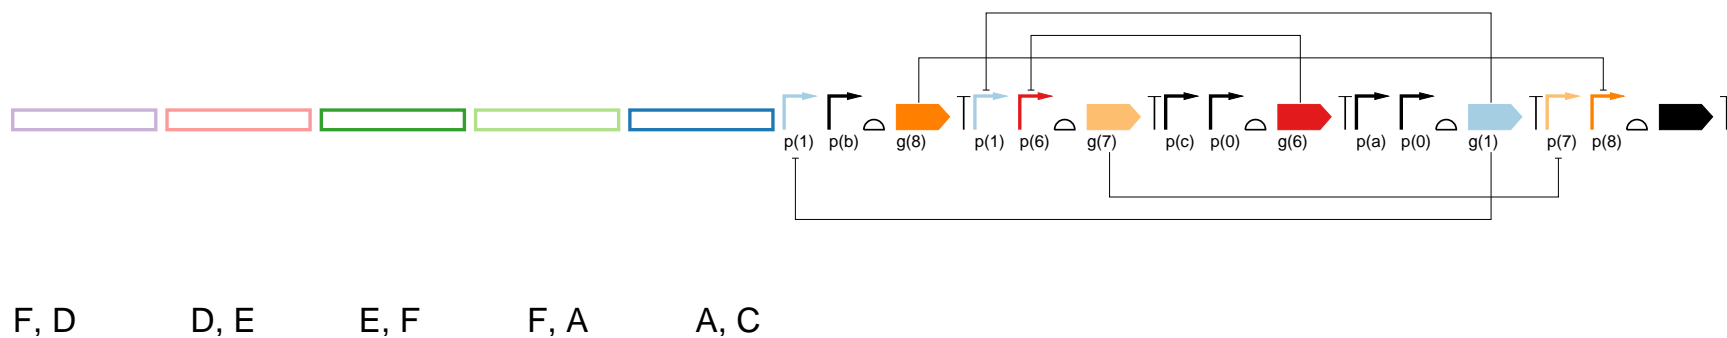 p(1) p(b) g(8) p(1) p(6) g(7) p(c) p(0) g(6) p(a) p(0) g(1) p(7) p(8)
F, D D, E E, F F, A A, C